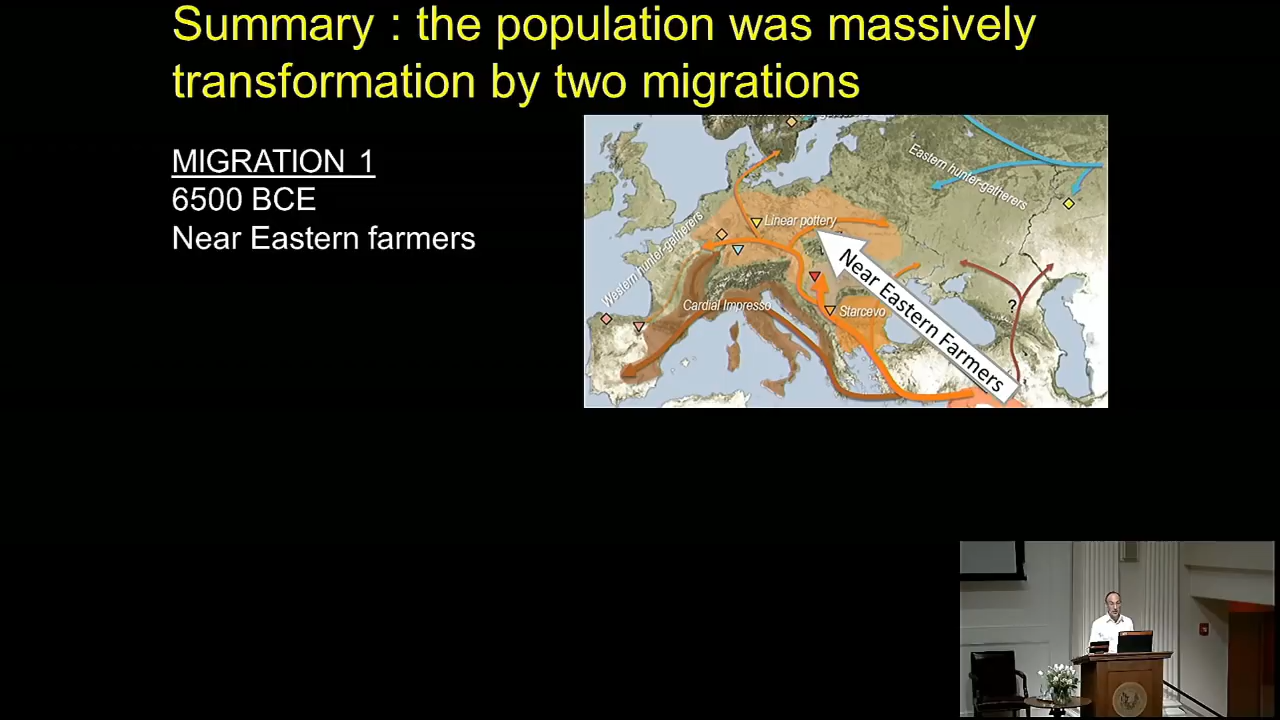 Summary : the population was massively
transformation by two migrations
MIGRATION 1
6500 BCE
Near Eastern farmers
Eastern hunter-gatherers
Western hunter-gatherers
Linear pottery
Near Eastern Farmers
Cardial Impresso
Starcevo
?